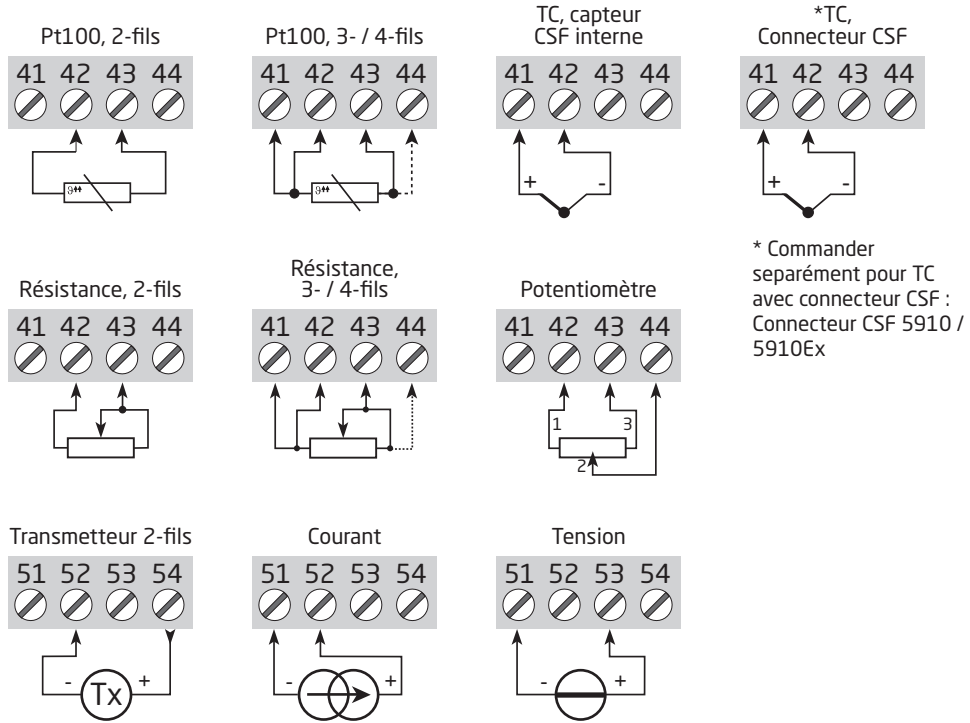 Pt100, 2-fils
41 42 43 44
ϑ
Pt100, 3- / 4-fils
41 42 43 44
ϑ
TC, capteur
CSF interne
41 42 43 44
+ -
*TC,
Connecteur CSF
41 42 43 44
+ -
* Commander
separément pour TC
avec connecteur CSF :
Connecteur CSF 5910 /
5910Ex
Résistance, 2-fils
41 42 43 44
Résistance,
3- / 4-fils
41 42 43 44
Potentiomètre
41 42 43 44
1 3
2
Transmetteur 2-fils
51 52 53 54
- Tx +
Courant
51 52 53 54
- +
Tension
51 52 53 54
- +